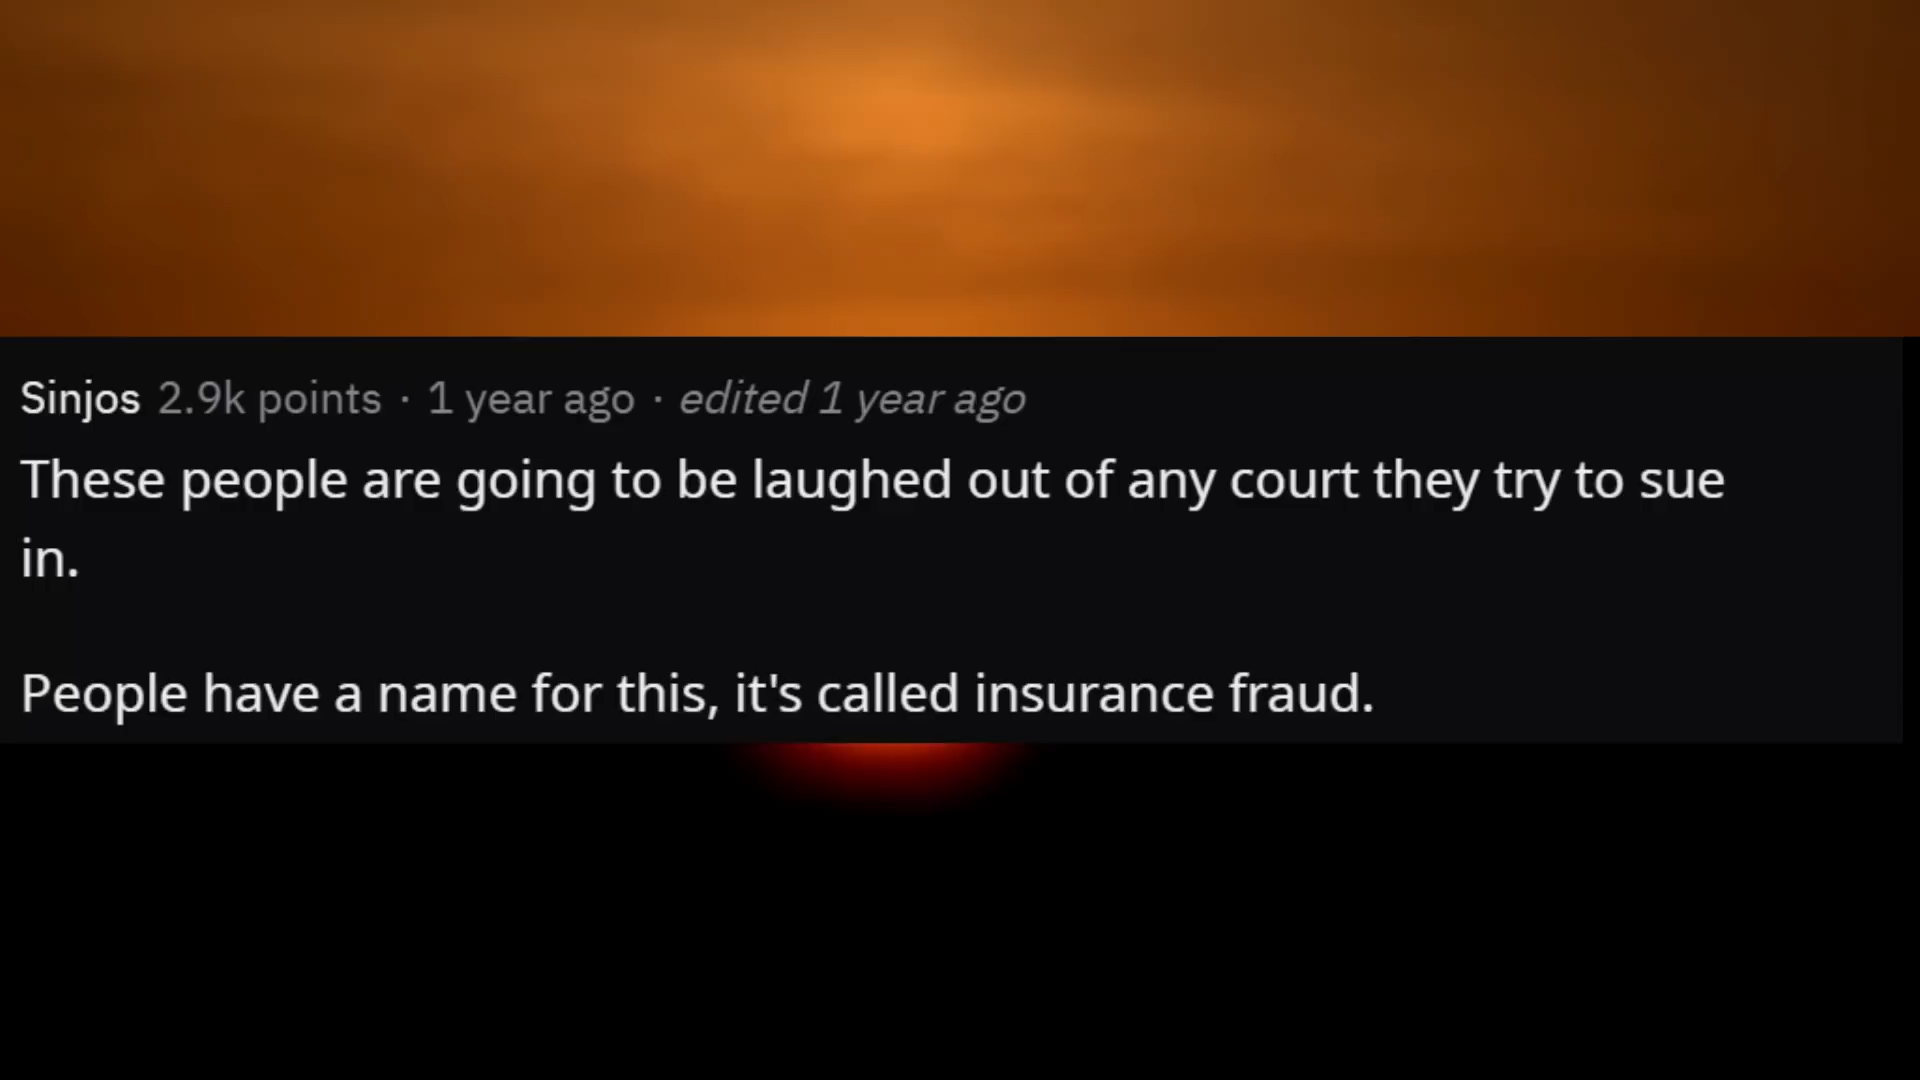 Sinjos 2.9k points · 1 year ago · edited 1 year ago
These people are going to be laughed out of any court they try to sue
in.
People have a name for this, it's called insurance fraud.